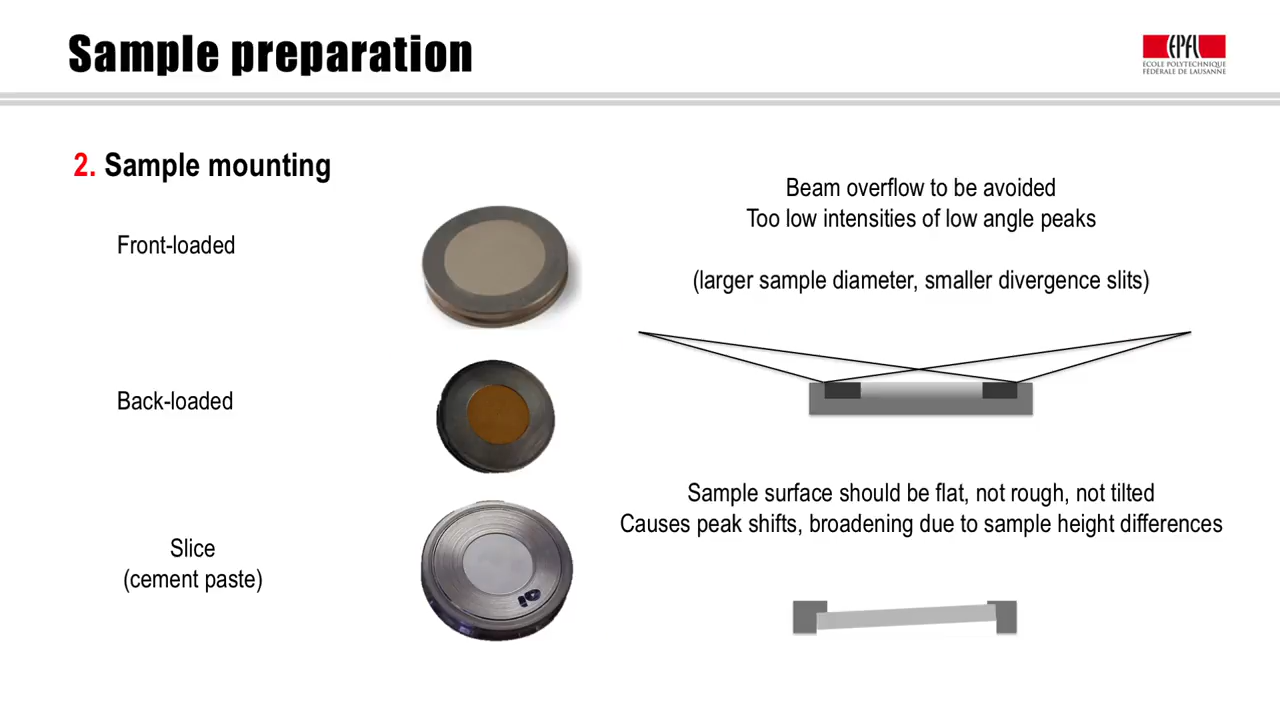 Sample preparation
EPFL
ÉCOLE POLYTECHNIQUE
FÉDÉRALE DE LAUSANNE
2. Sample mounting
Front-loaded
Back-loaded
Slice
(cement paste)
Beam overflow to be avoided
Too low intensities of low angle peaks
(larger sample diameter, smaller divergence slits)
Sample surface should be flat, not rough, not tilted
Causes peak shifts, broadening due to sample height differences